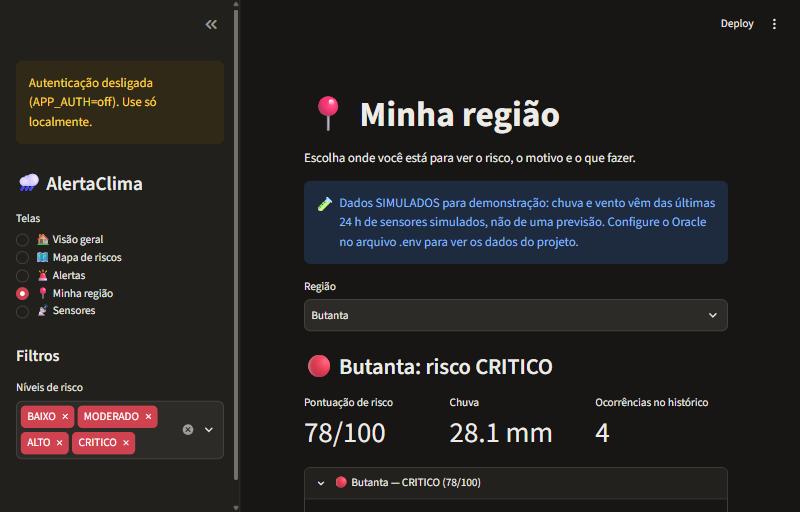 Autenticação desligada
(APP_AUTH=off). Use só
localmente.
AlertaClima
Telas
Visão geral
Mapa de riscos
Alertas
Minha região
Sensores
Filtros
Níveis de risco
BAIXO × MODERADO ×
ALTO × CRITICO ×
Deploy
Minha região
Escolha onde você está para ver o risco, o motivo e o que fazer.
Dados SIMULADOS para demonstração: chuva e vento vêm das últimas
24 h de sensores simulados, não de uma previsão. Configure o Oracle
no arquivo .env para ver os dados do projeto.
Região
Butanta
Butanta: risco CRITICO
Pontuação de risco Chuva Ocorrências no histórico
78/100 28.1 mm 4
Butanta — CRITICO (78/100)